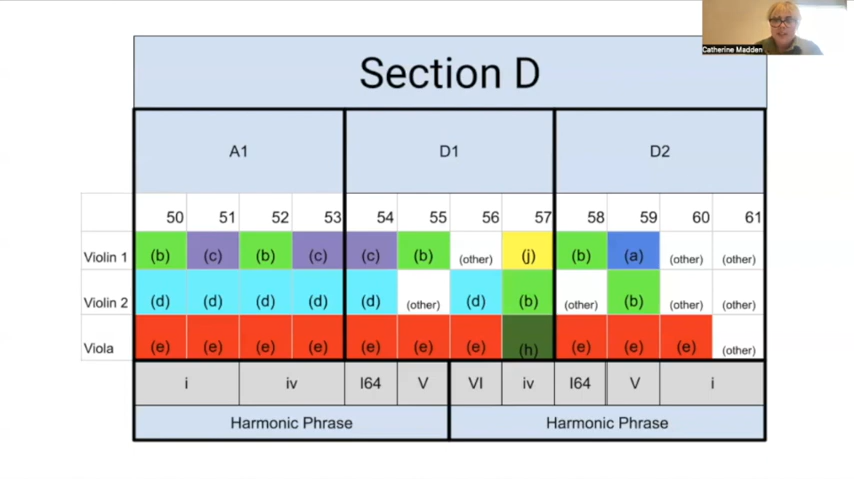 Catherine Madden
Section D
A1 D1 D2
50 51 52 53 54 55 56 57 58 59 60 61
Violin 1 (b) (c) (b) (c) (c) (b) (other) (j) (b) (a) (other) (other)
Violin 2 (d) (d) (d) (d) (d) (other) (d) (b) (other) (b) (other) (other)
Viola (e) (e) (e) (e) (e) (e) (e) (h) (e) (e) (e) (other)
i iv I64 V VI iv I64 V i
Harmonic Phrase Harmonic Phrase